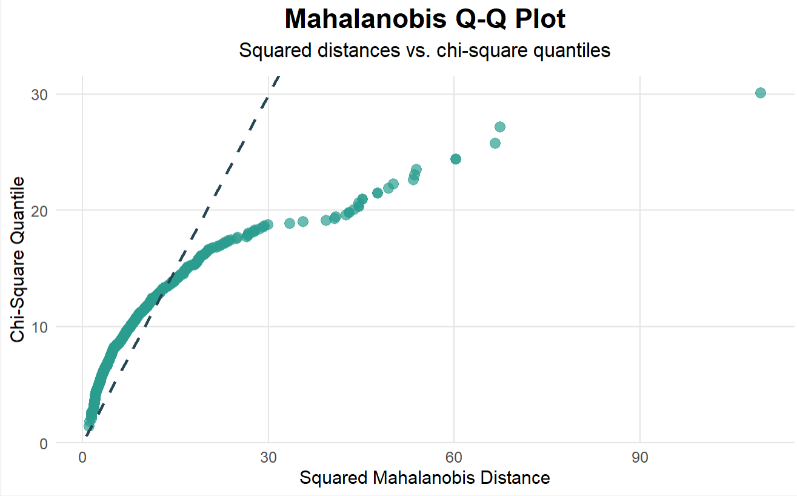 Mahalanobis Q-Q Plot
Squared distances vs. chi-square quantiles
Chi-Square Quantile
30
20
10
0
0 30 60 90
Squared Mahalanobis Distance